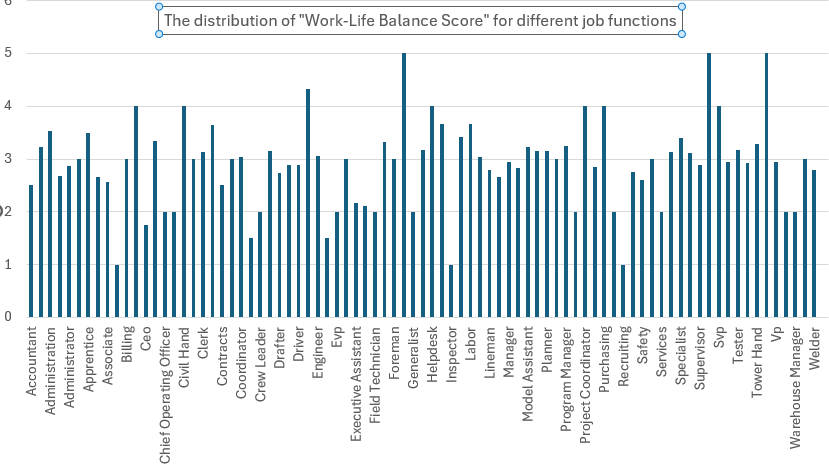 The distribution of "Work-Life Balance Score" for different job functions
6
5
4
3
2
1
0
Accountant
Administration
Administrator
Apprentice
Associate
Billing
Ceo
Chief Operating Officer
Civil Hand
Clerk
Contracts
Coordinator
Crew Leader
Drafter
Driver
Engineer
Evp
Executive Assistant
Field Technician
Foreman
Generalist
Helpdesk
Inspector
Labor
Lineman
Manager
Model Assistant
Planner
Program Manager
Project Coordinator
Purchasing
Recruiting
Safety
Services
Specialist
Supervisor
Svp
Tester
Tower Hand
Vp
Warehouse Manager
Welder